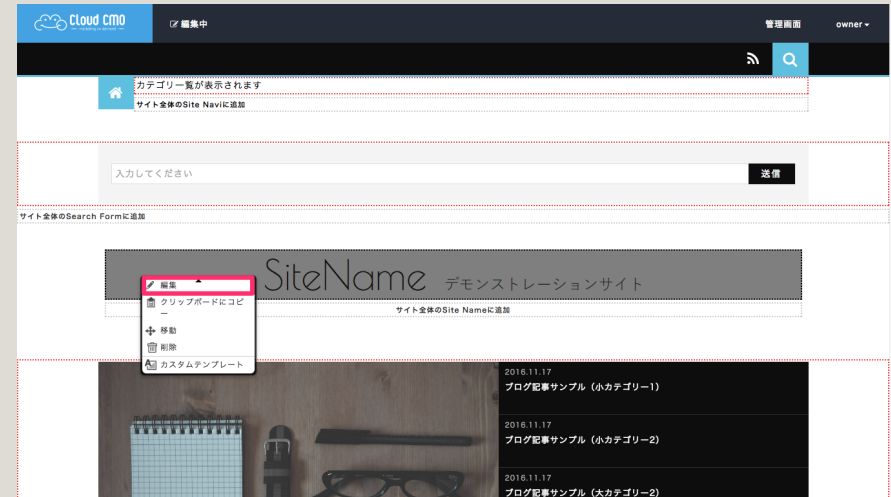 Cloud CMO
編集中
管理画面
owner
カテゴリ一覧が表示されます
サイト全体のSite Naviに追加
入力してください
送信
サイト全体のSearch Formに追加
SiteName デモンストレーションサイト
サイト全体のSite Nameに追加
編集
クリップボードにコピ
ー
移動
削除
カスタムテンプレート
2016.11.17
ブログ記事サンプル（小カテゴリー1）
2016.11.17
ブログ記事サンプル（小カテゴリー2）
2016.11.17
ブログ記事サンプル（大カテゴリー2）